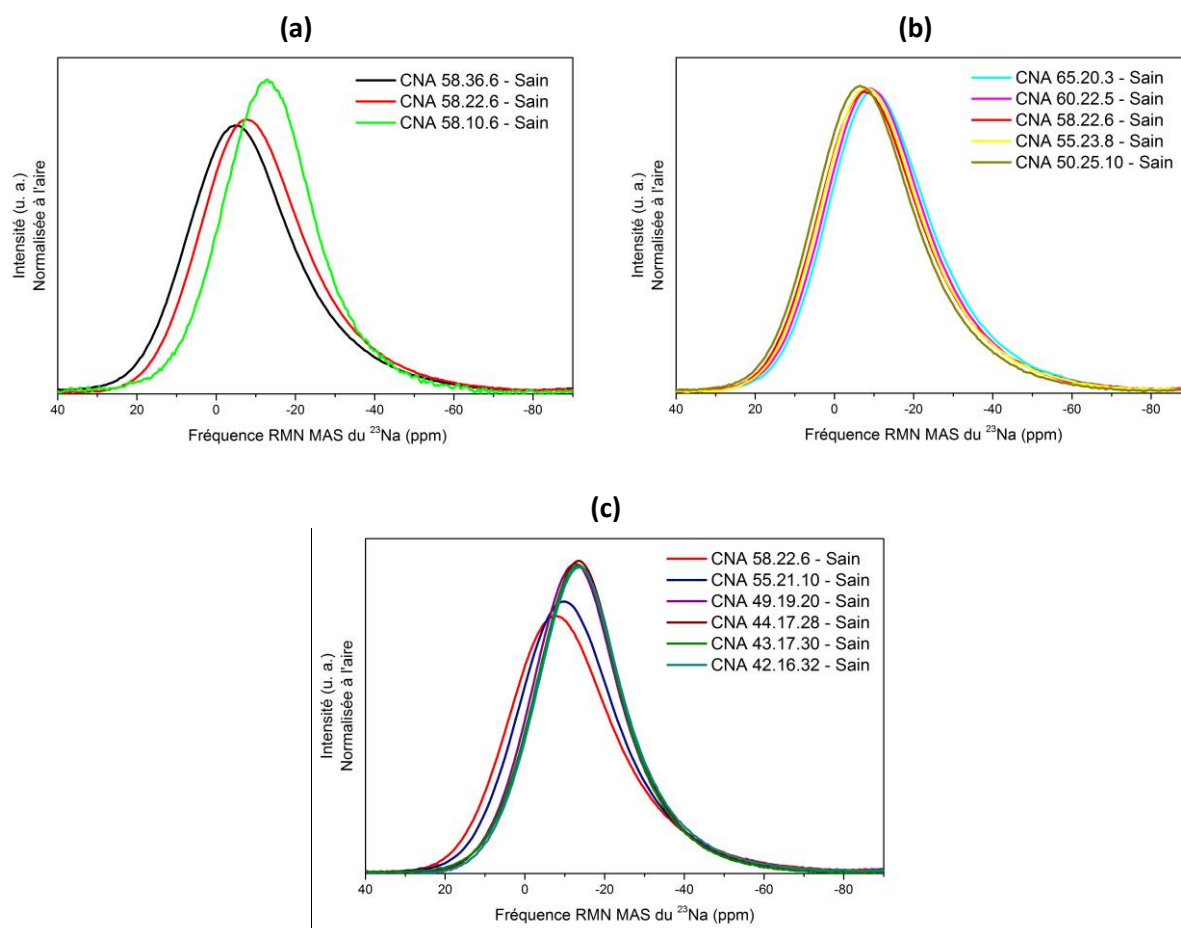 (a)
CNA 58.36.6 - Sain
CNA 58.22.6 - Sain
CNA 58.10.6 - Sain
Intensité (u. a.)
Normalisée à l'aire
40 20 0 -20 -40 -60 -80
Fréquence RMN MAS du ²³Na (ppm)
(b)
CNA 65.20.3 - Sain
CNA 60.22.5 - Sain
CNA 58.22.6 - Sain
CNA 55.23.8 - Sain
CNA 50.25.10 - Sain
Intensité (u. a.)
Normalisée à l'aire
40 20 0 -20 -40 -60 -80
Fréquence RMN MAS du ²³Na (ppm)
(c)
CNA 58.22.6 - Sain
CNA 55.21.10 - Sain
CNA 49.19.20 - Sain
CNA 44.17.28 - Sain
CNA 43.17.30 - Sain
CNA 42.16.32 - Sain
Intensité (u. a.)
Normalisée à l'aire
40 20 0 -20 -40 -60 -80
Fréquence RMN MAS du ²³Na (ppm)